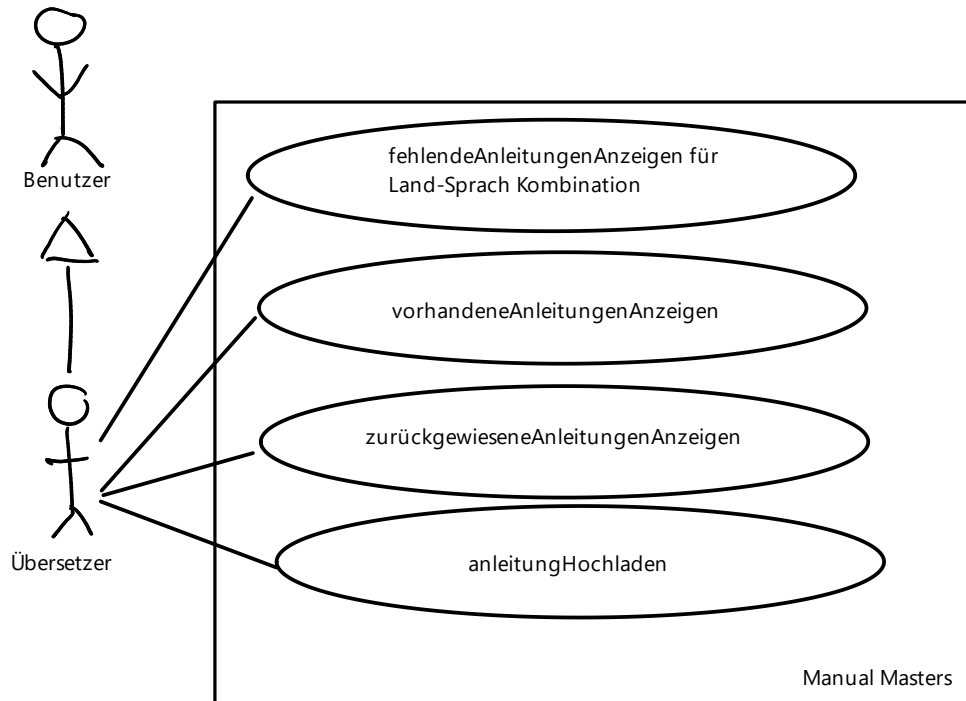 Benutzer
fehlendeAnleitungenAnzeigen für
Land-Sprach Kombination
vorhandeneAnleitungenAnzeigen
zurückgewieseneAnleitungenAnzeigen
Übersetzer
anleitungHochladen
Manual Masters